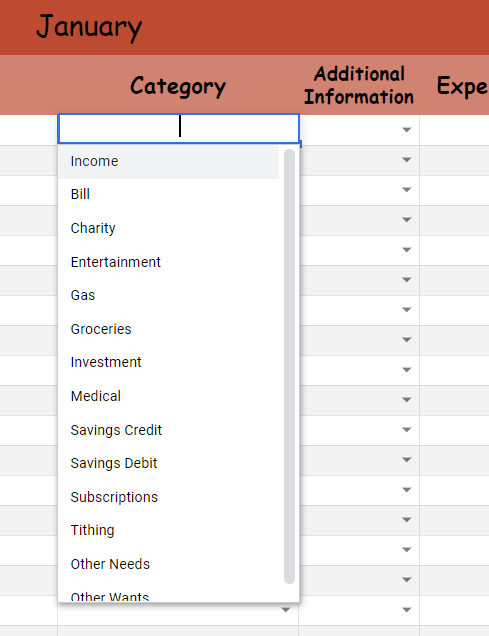 January
Category
Additional
Information
Expe
Income
Bill
Charity
Entertainment
Gas
Groceries
Investment
Medical
Savings Credit
Savings Debit
Subscriptions
Tithing
Other Needs
Other Wants